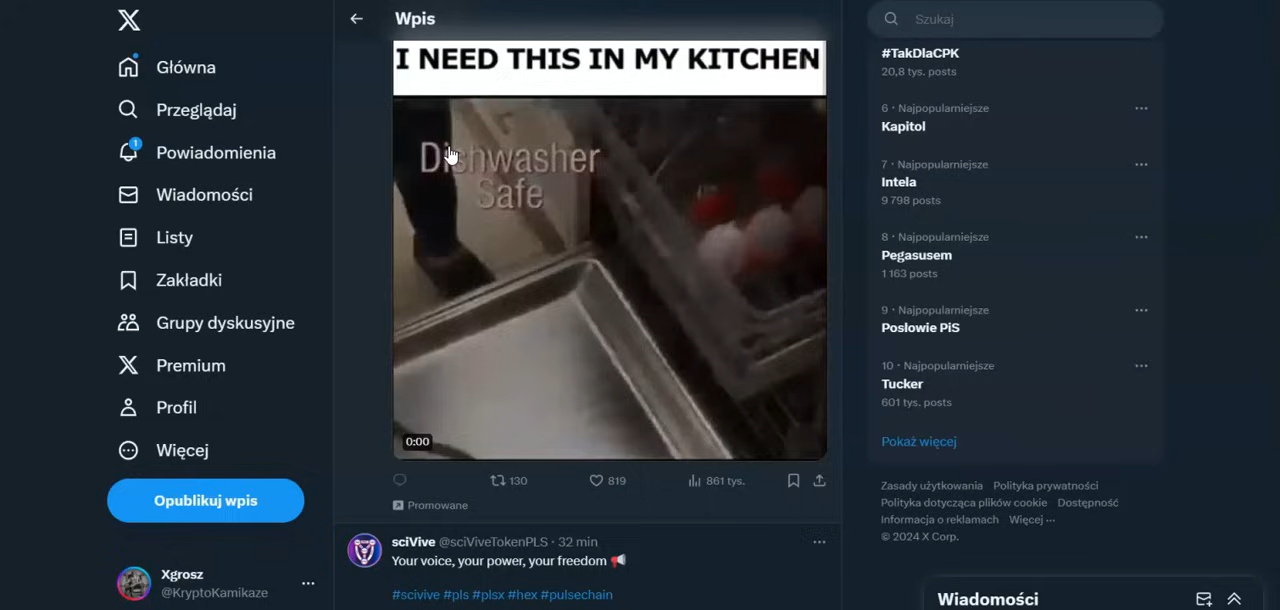 Główna
Przeglądaj
1
Powiadomienia
Wiadomości
Listy
Zakładki
Grupy dyskusyjne
Premium
Profil
Więcej
Opublikuj wpis
Xgrosz
@KryptoKamikaze
Wpis
I NEED THIS IN MY KITCHEN
Dishwasher
Safe
0:00
130
819
861 tys.
Promowane
sciVive @sciViveTokenPLS · 32 min
Your voice, your power, your freedom
#scivive #pls #plsx #hex #pulsechain
Szukaj
#TakDlaCPK
20,8 tys. posts
6 · Najpopularniejsze
Kapitol
7 · Najpopularniejsze
Intela
9 798 posts
8 · Najpopularniejsze
Pegasusem
1 163 posts
9 · Najpopularniejsze
Posłowie PiS
10 · Najpopularniejsze
Tucker
601 tys. posts
Pokaż więcej
Zasady użytkowania Polityka prywatności
Polityka dotycząca plików cookie Dostępność
Informacja o reklamach Więcej ...
© 2024 X Corp.
Wiadomości